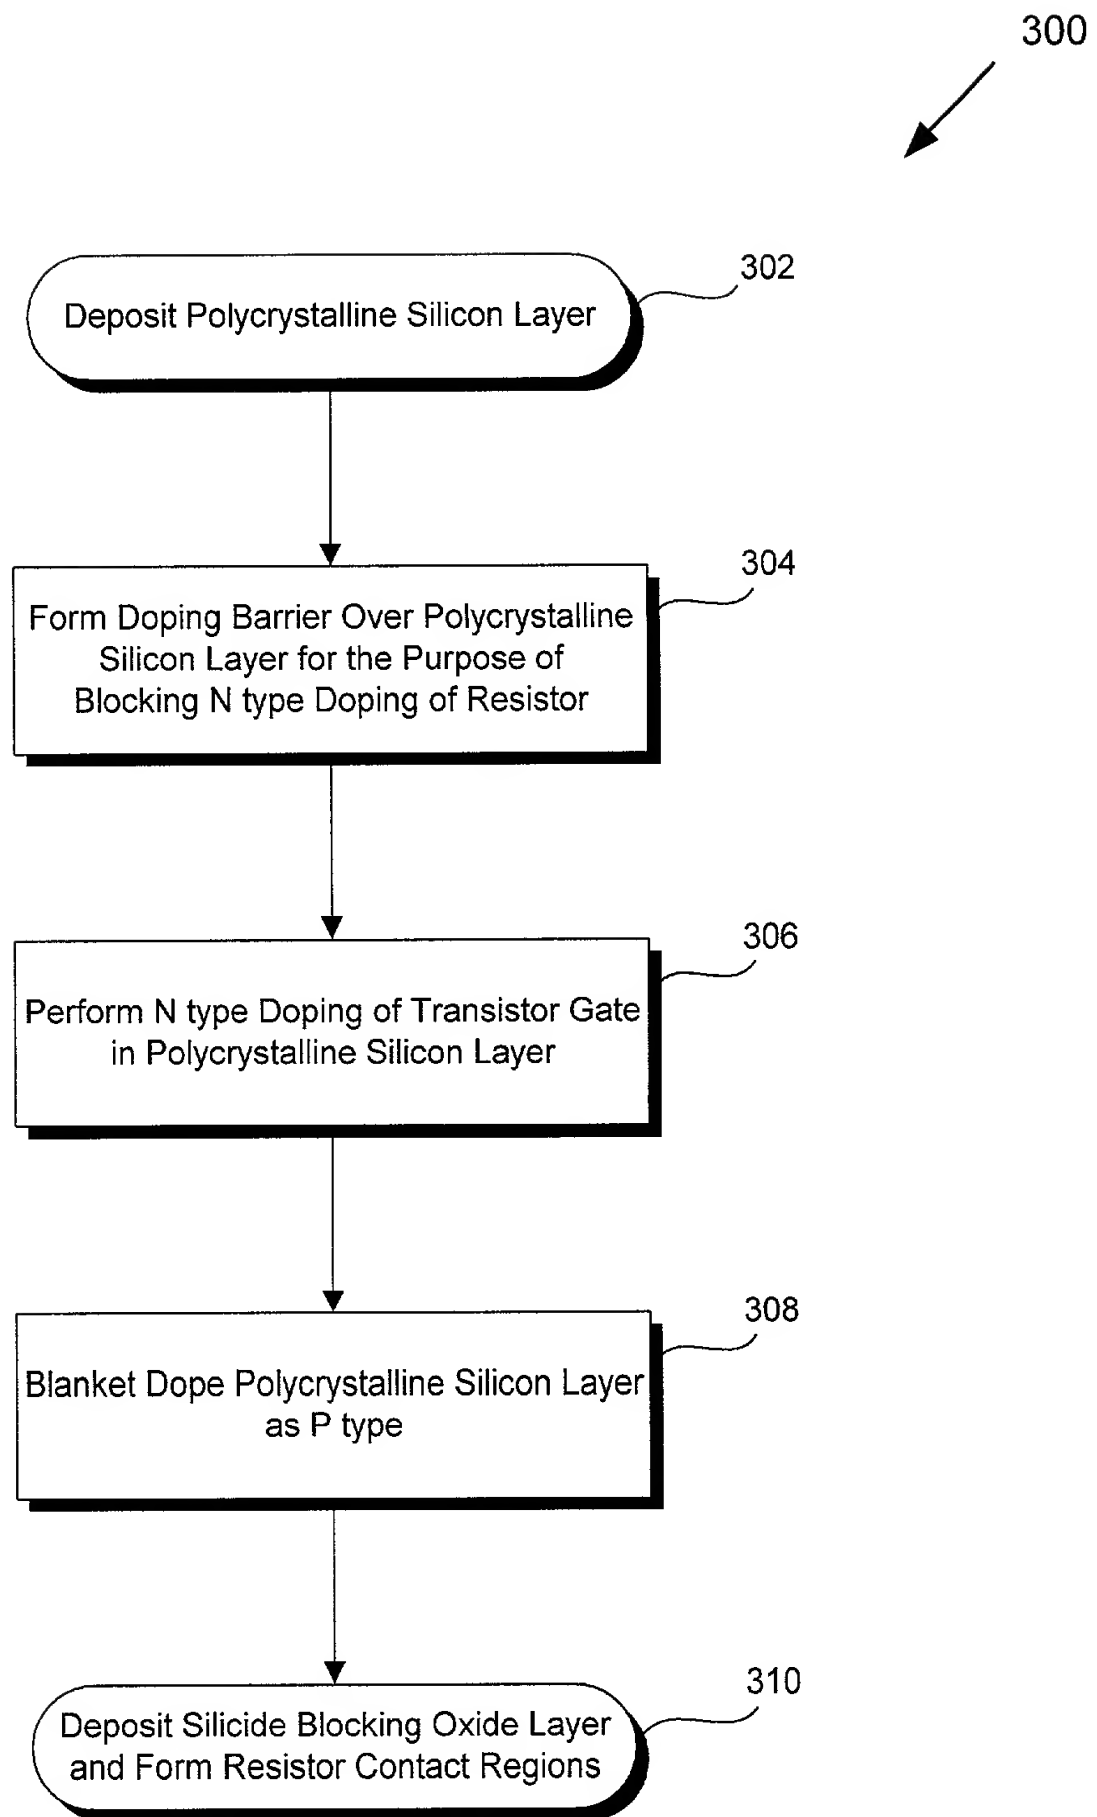 300
302
Deposit Polycrystalline Silicon Layer
304
Form Doping Barrier Over Polycrystalline
Silicon Layer for the Purpose of
Blocking N type Doping of Resistor
306
Perform N type Doping of Transistor Gate
in Polycrystalline Silicon Layer
308
Blanket Dope Polycrystalline Silicon Layer
as P type
310
Deposit Silicide Blocking Oxide Layer
and Form Resistor Contact Regions